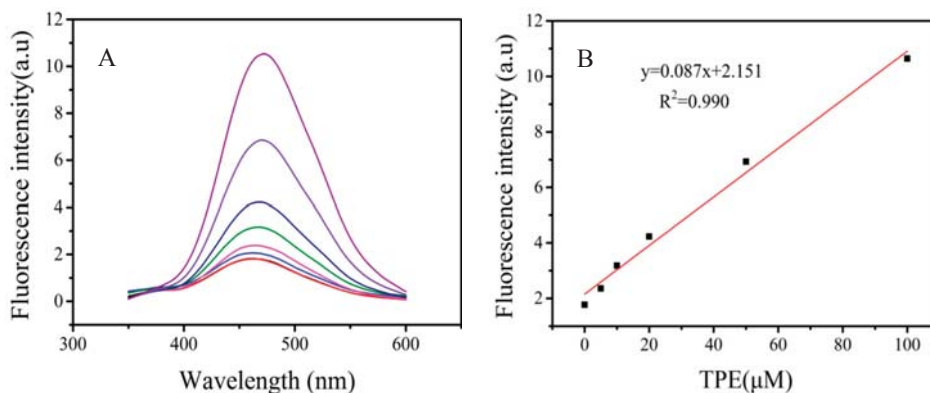 A
Fluorescence intensity(a.u)
12
10
8
6
4
2
0
300
400
500
600
Wavelength (nm)
B
y=0.087x+2.151
R²=0.990
Fluorescence intensity (a.u)
12
10
8
6
4
2
0
20
40
60
80
100
TPE(μM)